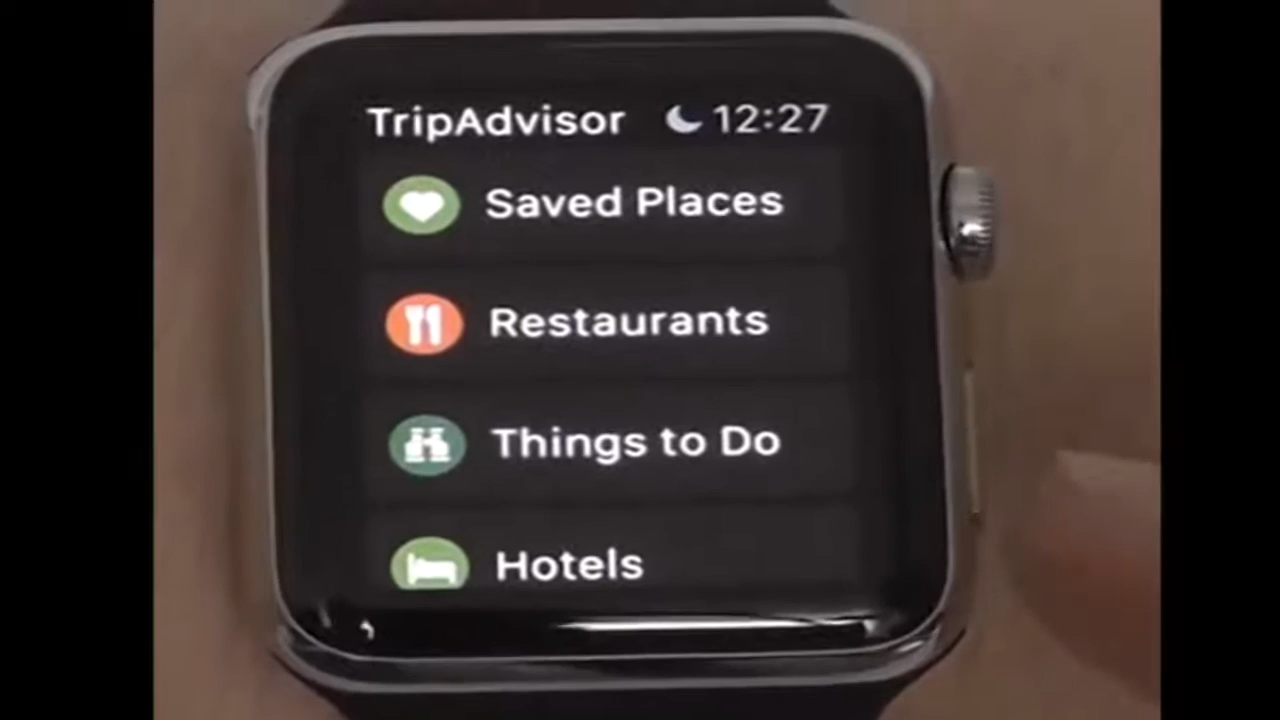 TripAdvisor 12:27
Saved Places
Restaurants
Things to Do
Hotels